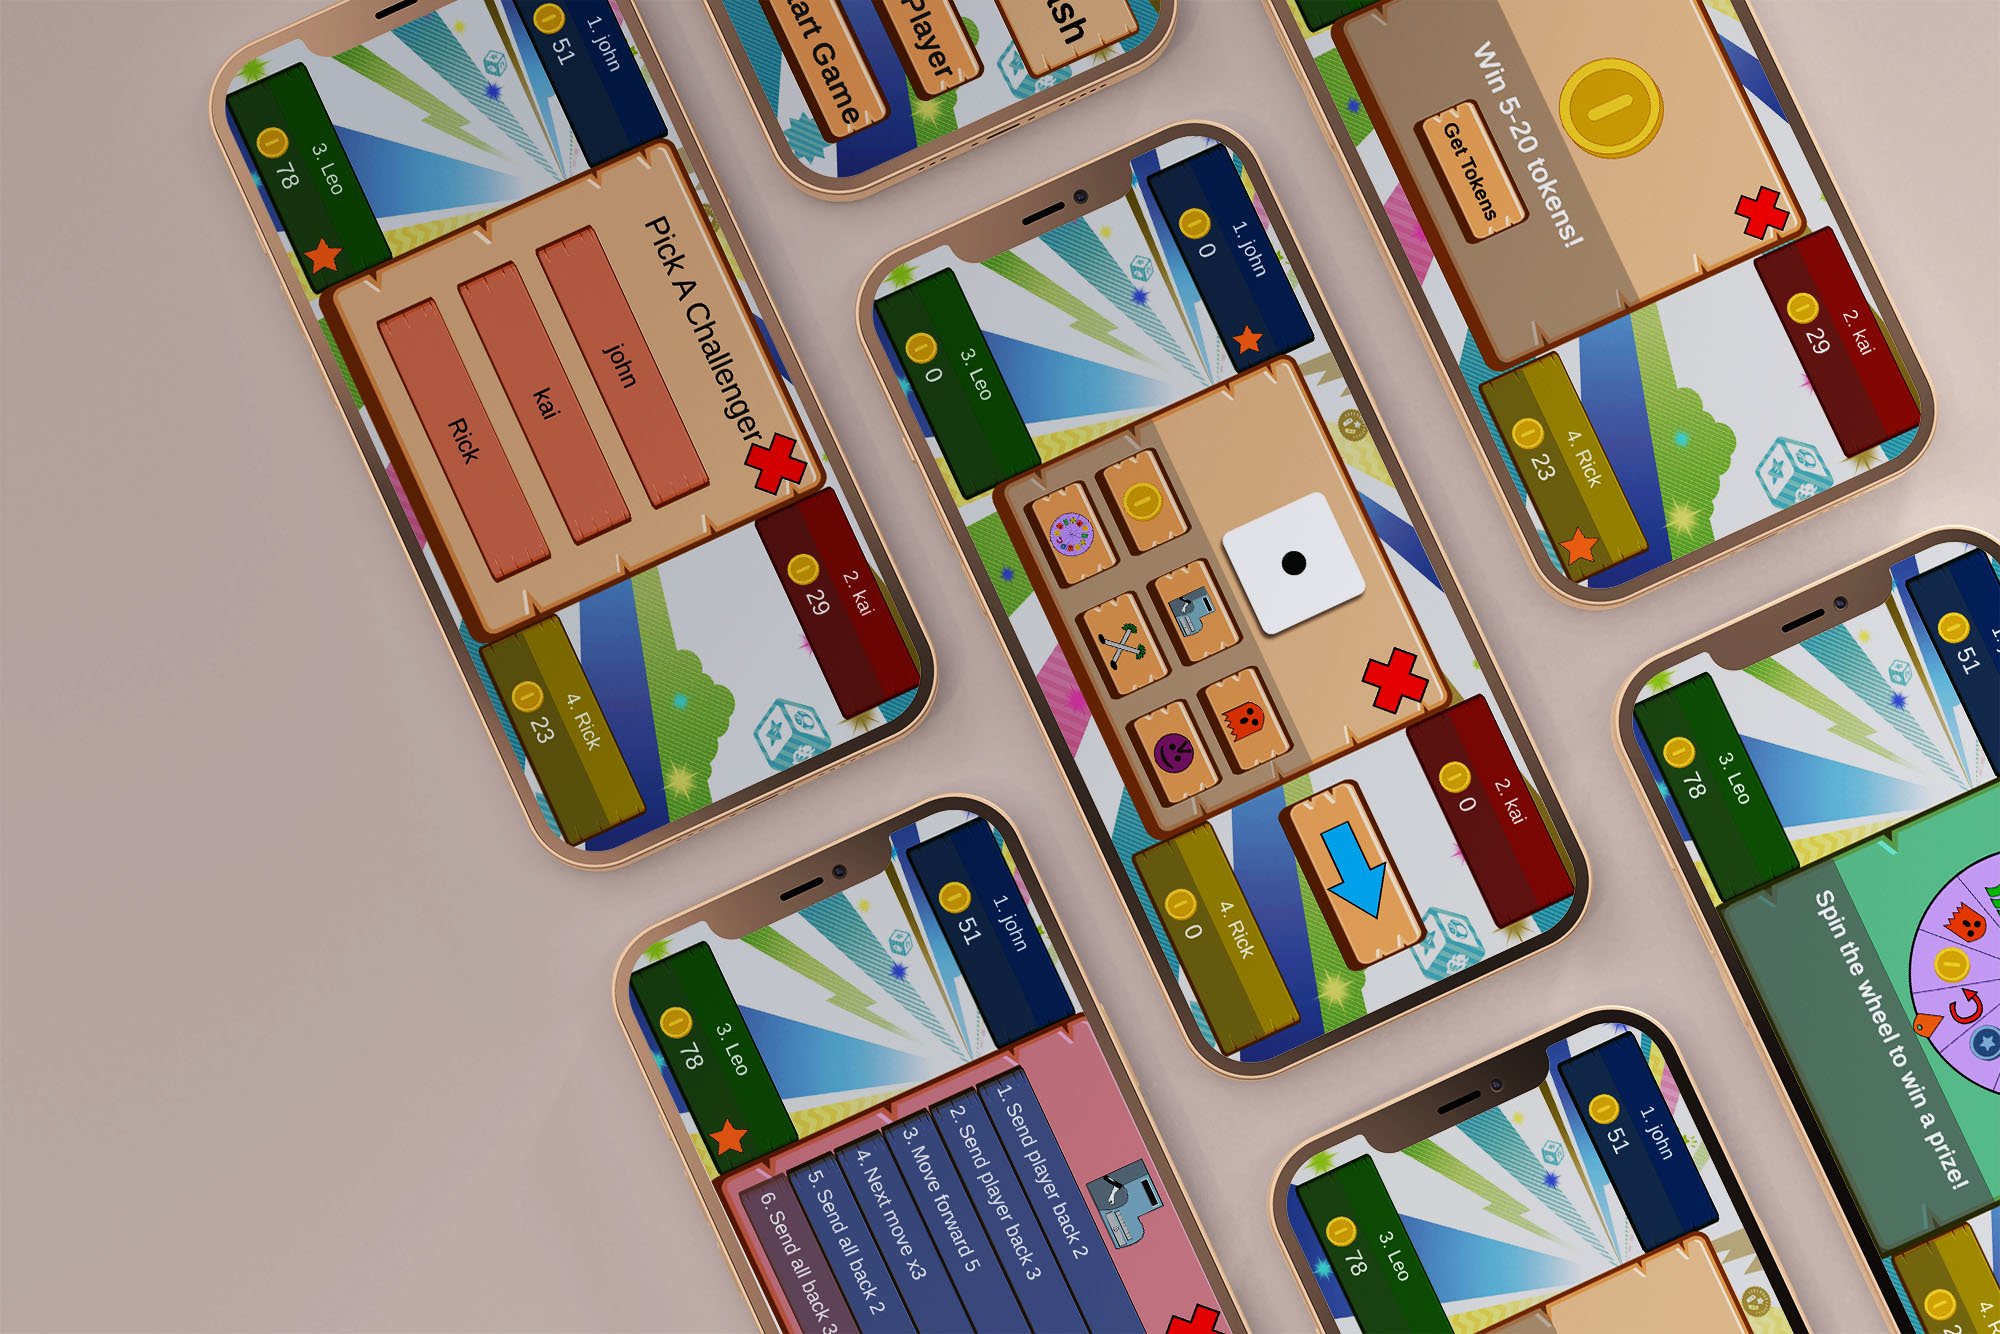 1. john
51
3. Leo
78
Pick A Challenger
john
kai
Rick
2. kai
29
4. Rick
23
Start Game
Player
Win 5-20 tokens!
Get Tokens
2. kai
29
4. Rick
23
1. john
0
3. Leo
0
2. kai
0
4. Rick
0
1. john
51
3. Leo
78
1. Send player back 2
2. Send player back 3
3. Move forward 5
4. Next move x3
5. Send all back 2
6. Send all back 3
1. john
51
3. Leo
78
51
3. Leo
78
Spin the wheel to win a prize!